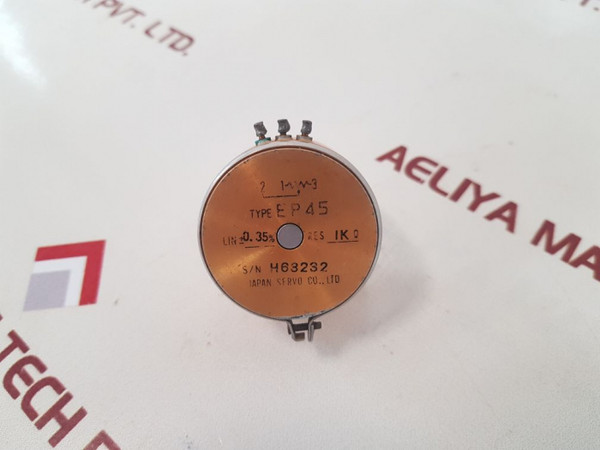 PVT. LTD.
AELIYA MA
TECH
2 1 3
TYPE EP45
LIN ±0.35% RES 1KΩ
S/N H63232
JAPAN SERVO CO., LTD